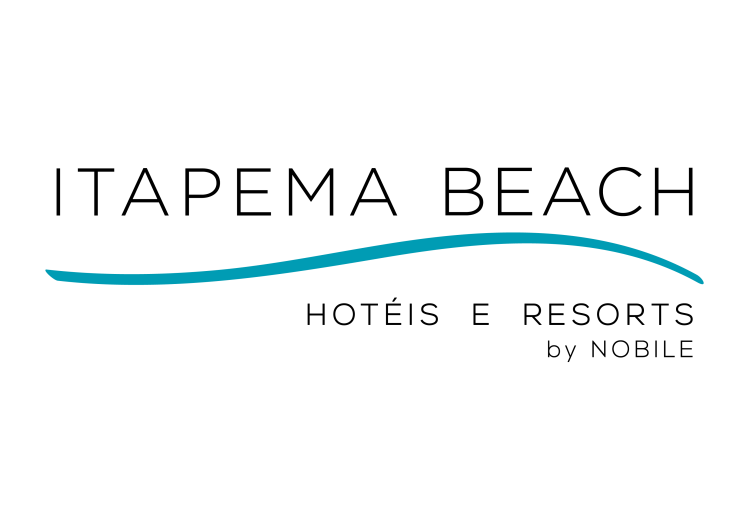 ITAPEMA BEACH
HOTÉIS E RESORTS
by NOBILE